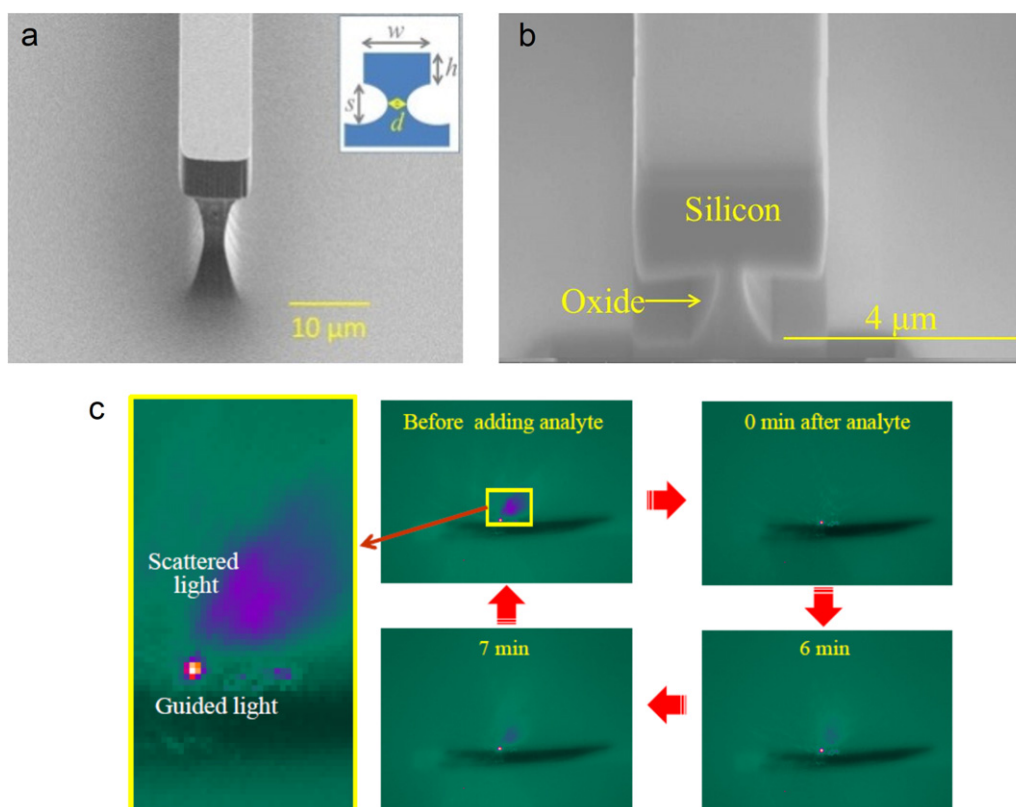 a
w
h
s
d
10 μm
b
Silicon
Oxide
4 μm
c
Scattered
light
Guided light
Before adding analyte
0 min after analyte
7 min
6 min